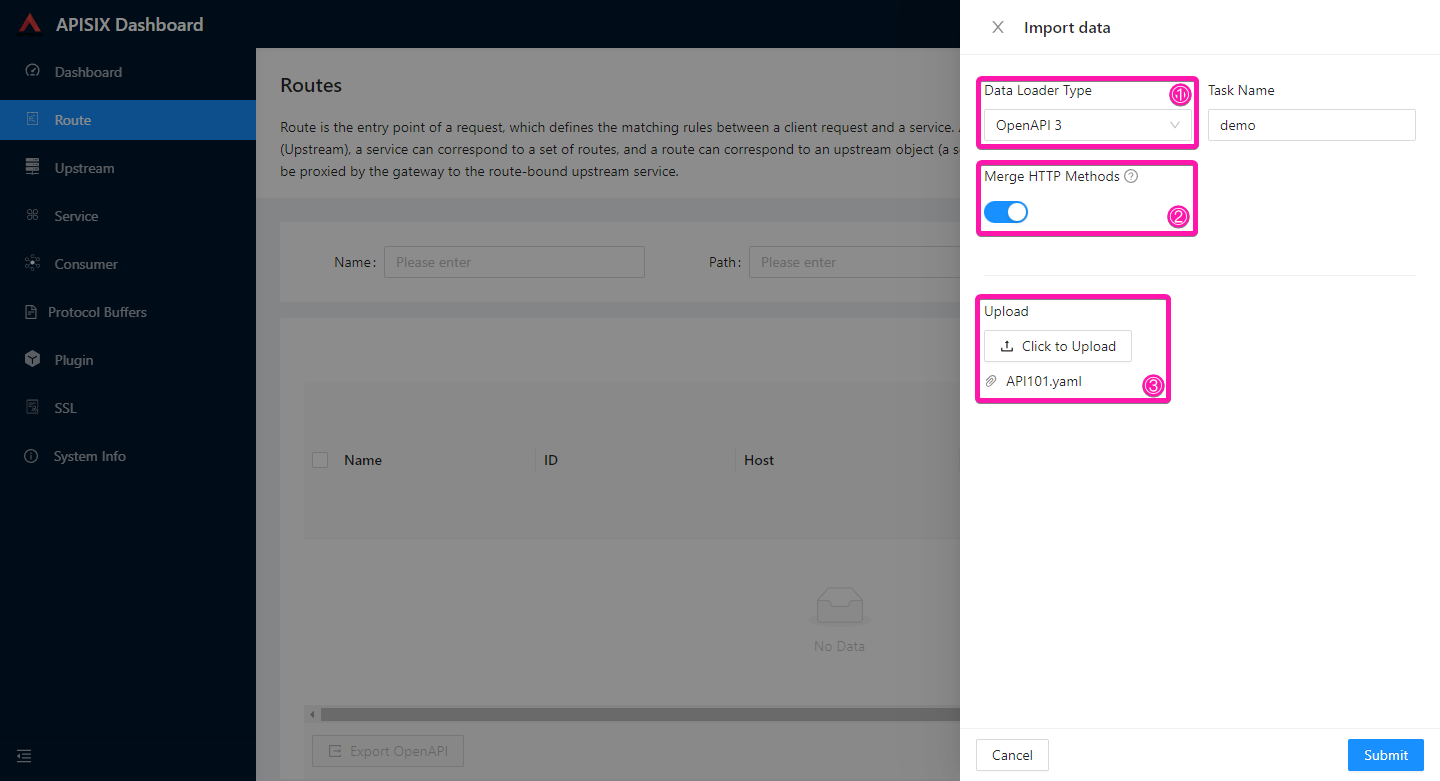 APISIX Dashboard
Dashboard
Route
Upstream
Service
Consumer
Protocol Buffers
Plugin
SSL
System Info
Routes
Route is the entry point of a request, which defines the matching rules between a client request and a service.
(Upstream), a service can correspond to a set of routes, and a route can correspond to an upstream object (a s
be proxied by the gateway to the route-bound upstream service.
Name: Please enter
Path: Please enter
Name ID Host
No Data
Export OpenAPI
Import data
Data Loader Type ①
OpenAPI 3
Task Name
demo
Merge HTTP Methods ?
②
Upload
Click to Upload
API101.yaml ③
Cancel Submit